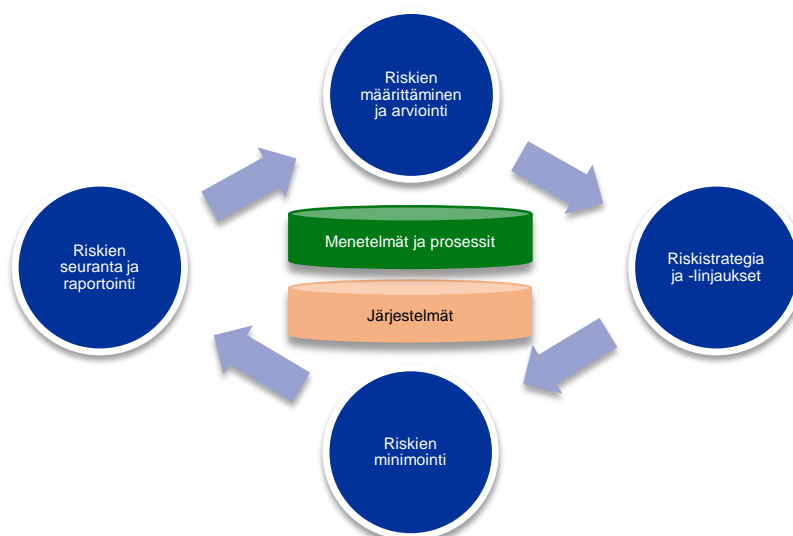 Riskien
määrittäminen
ja arviointi
Menetelmät ja prosessit
Riskien
seuranta ja
raportointi
Riskistrategia
ja -linjaukset
Järjestelmät
Riskien
minimointi